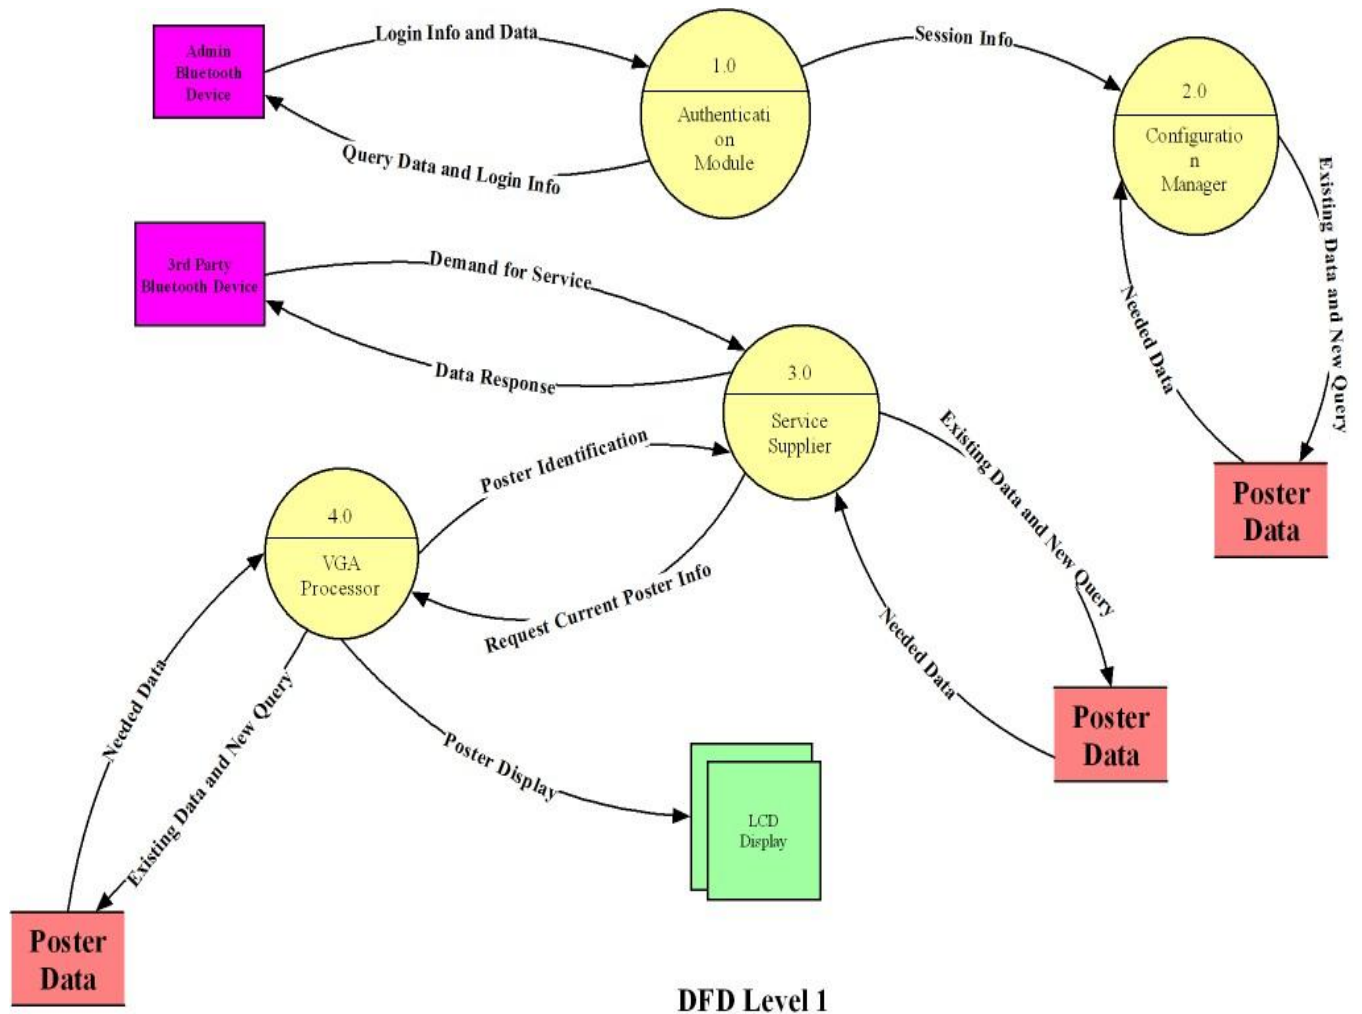 Admin
Bluetooth
Device
Login Info and Data
Query Data and Login Info
1.0
Authenticati
on
Module
Session Info
2.0
Configuratio
n
Manager
Existing Data and New Query
Needed Data
Poster
Data
3rd Party
Bluetooth Device
Demand for Service
Data Response
3.0
Service
Supplier
Poster Identification
Request Current Poster Info
Existing Data and New Query
Needed Data
Poster
Data
4.0
VGA
Processor
Needed Data
Existing Data and New Query
Poster Display
LCD
Display
Poster
Data
DFD Level 1